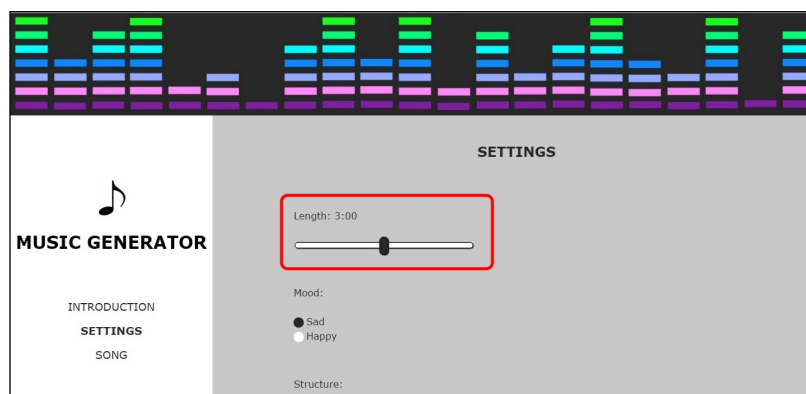 MUSIC GENERATOR
INTRODUCTION
SETTINGS
SONG
SETTINGS
Length: 3:00
Mood:
Sad
Happy
Structure: